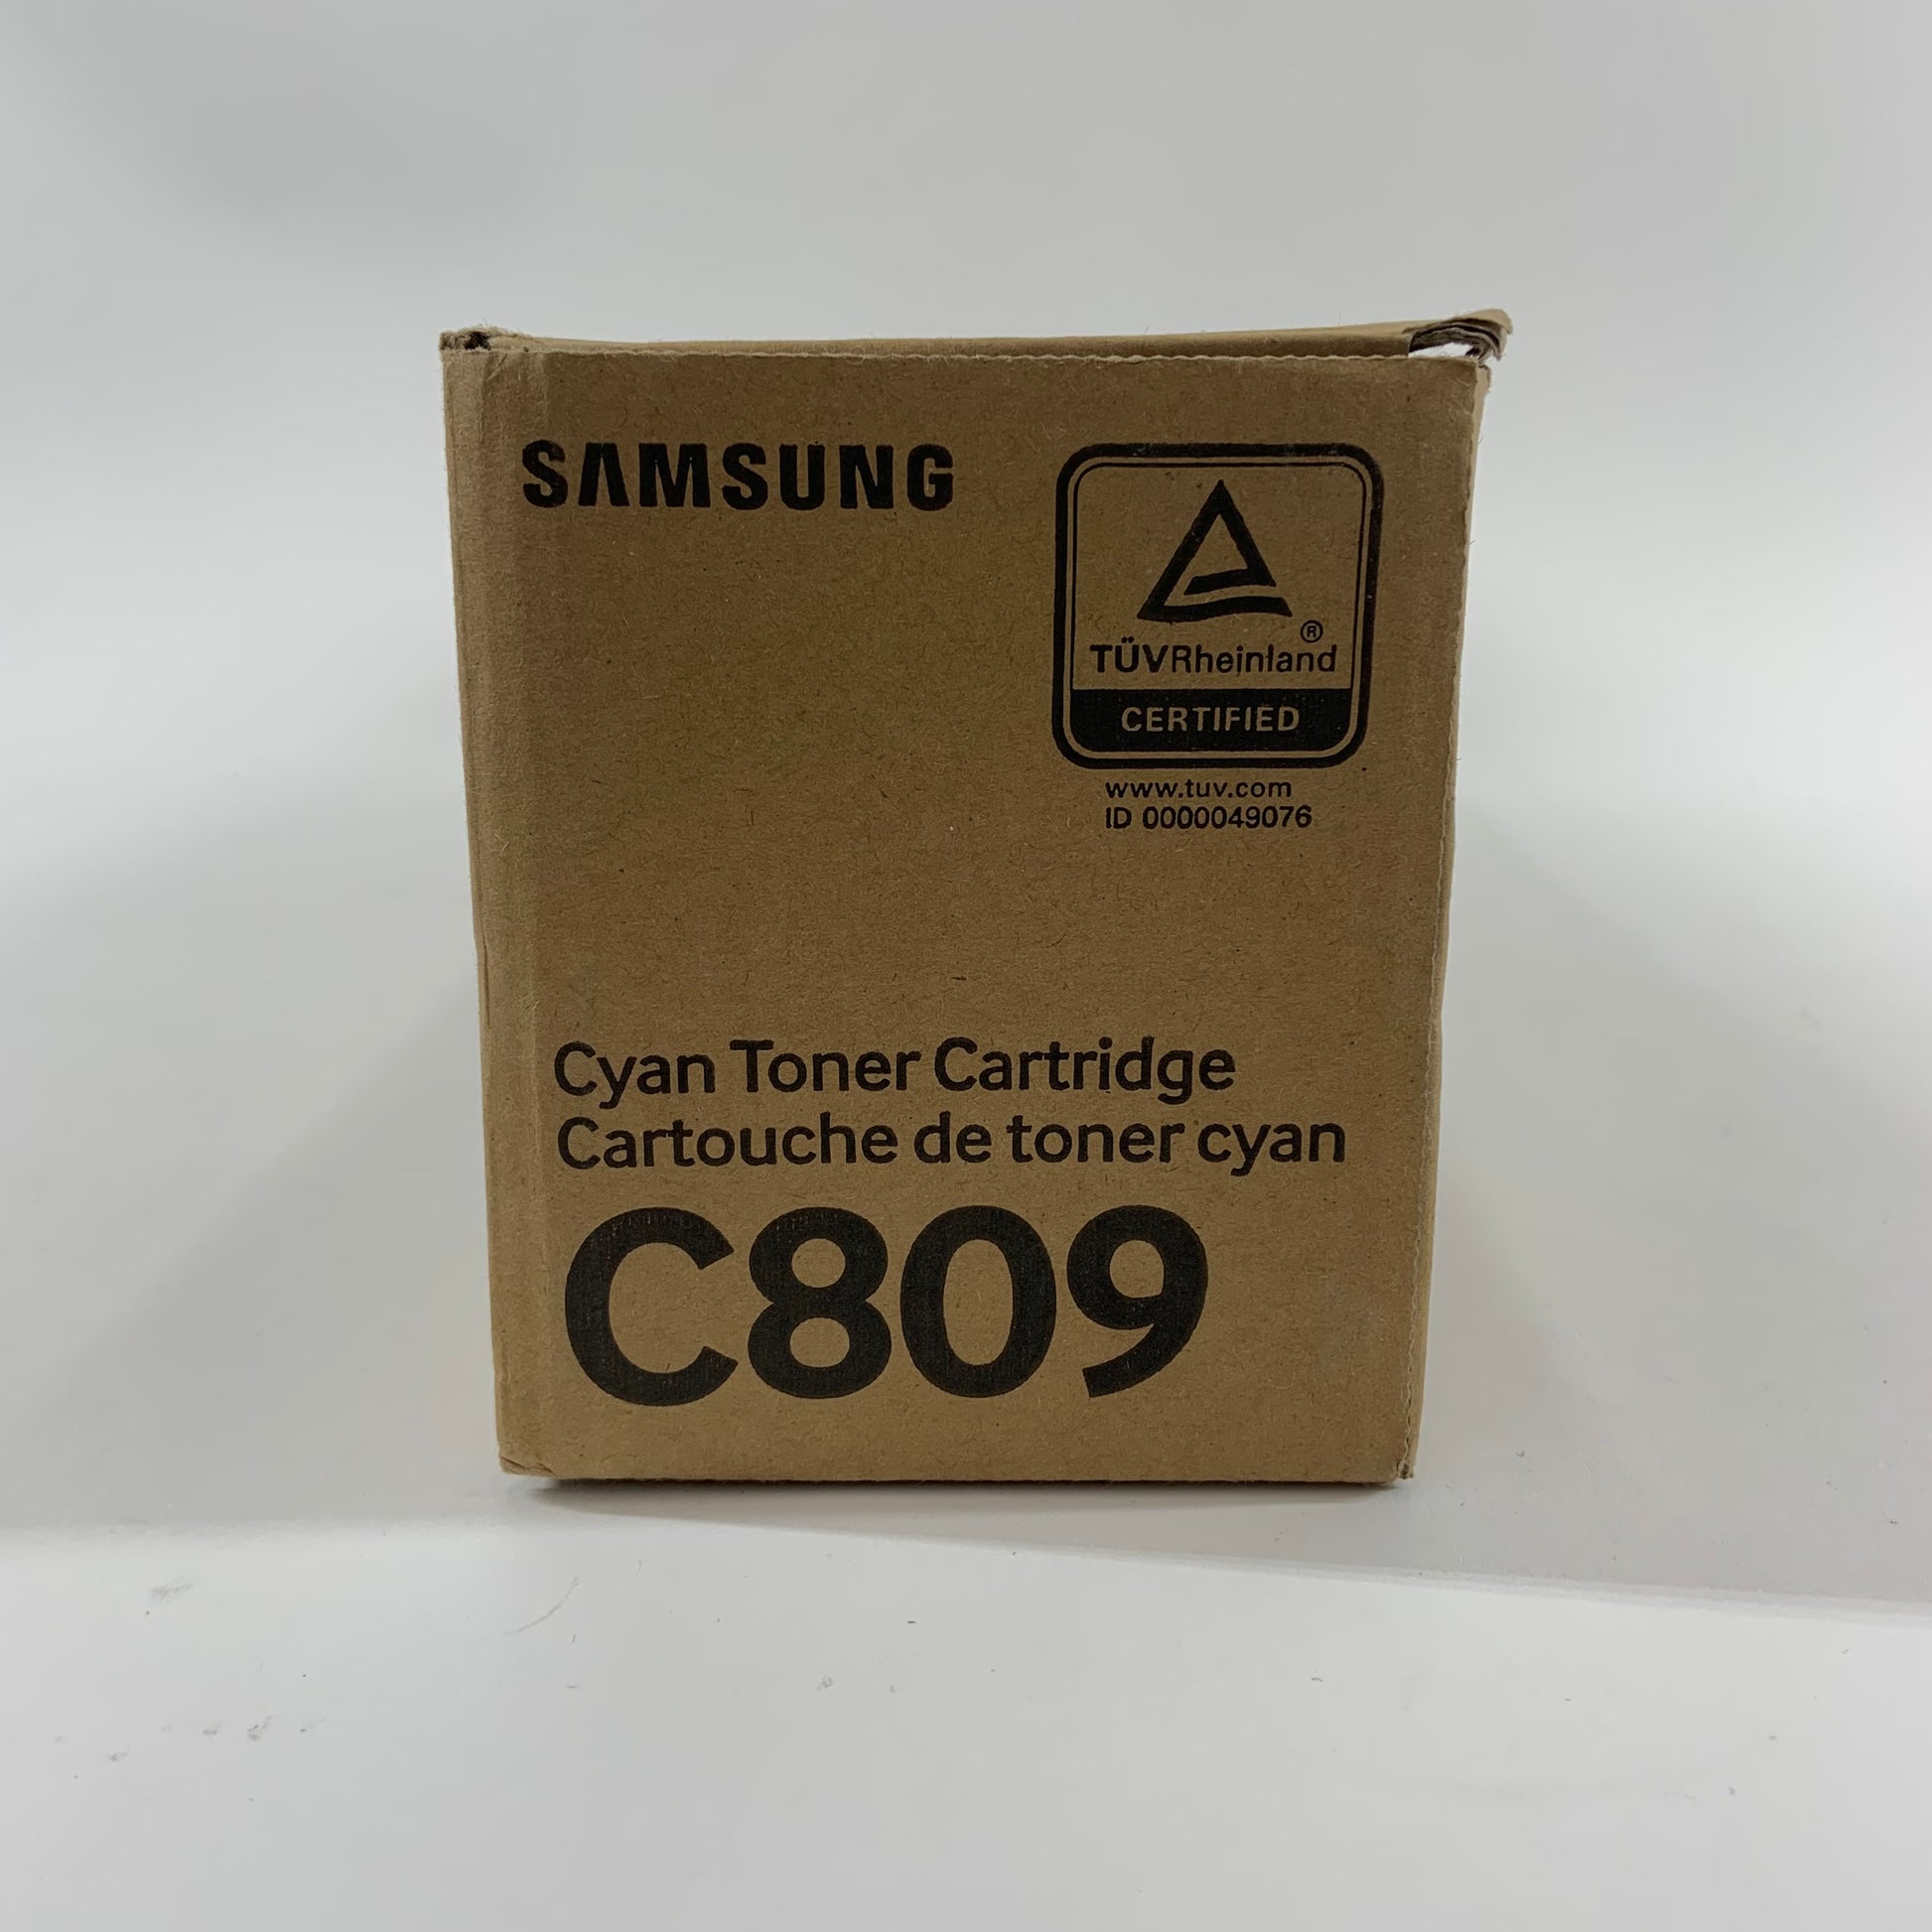 SAMSUNG
®
TÜVRheinland
CERTIFIED
www.tuv.com
ID 0000049076
Cyan Toner Cartridge
Cartouche de toner cyan
C809